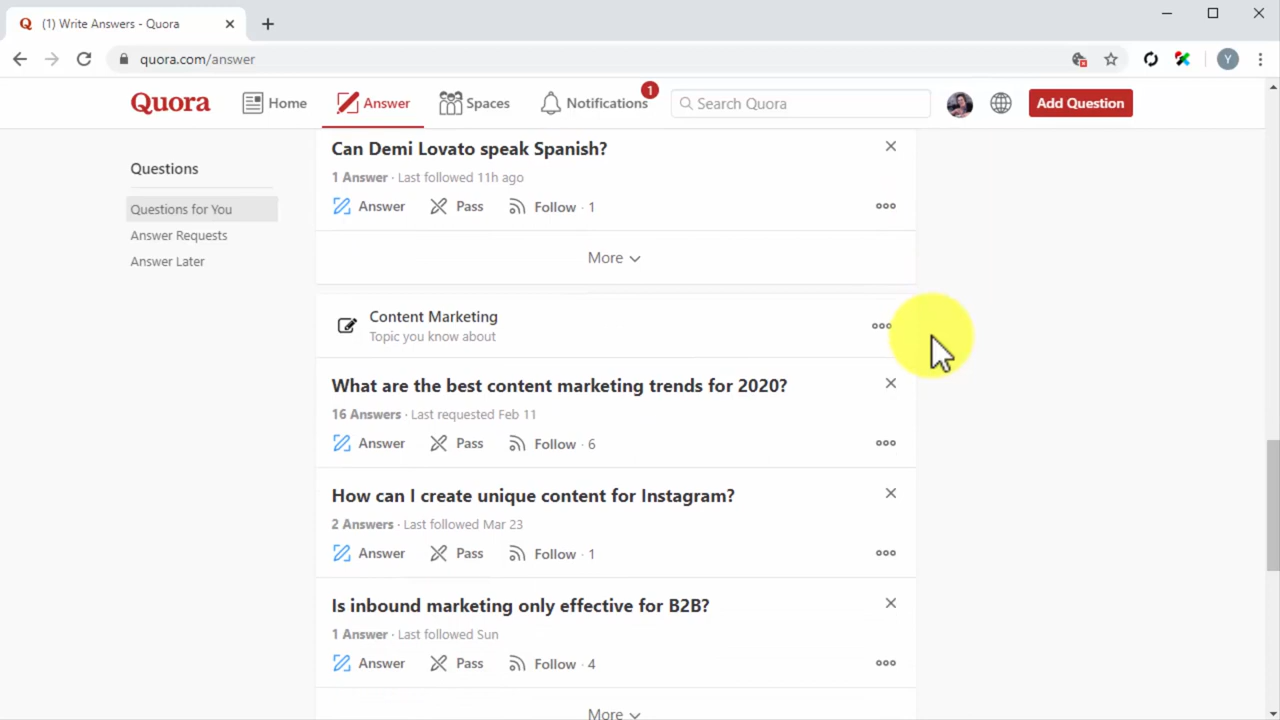 (1) Write Answers - Quora
quora.com/answer
Y
Quora
Home
Answer
Spaces
Notifications
1
Search Quora
Add Question
Questions
Questions for You
Answer Requests
Answer Later
Can Demi Lovato speak Spanish?
1 Answer · Last followed 11h ago
Answer Pass Follow · 1
More
Content Marketing
Topic you know about
What are the best content marketing trends for 2020?
16 Answers · Last requested Feb 11
Answer Pass Follow · 6
How can I create unique content for Instagram?
2 Answers · Last followed Mar 23
Answer Pass Follow · 1
Is inbound marketing only effective for B2B?
1 Answer · Last followed Sun
Answer Pass Follow · 4
More